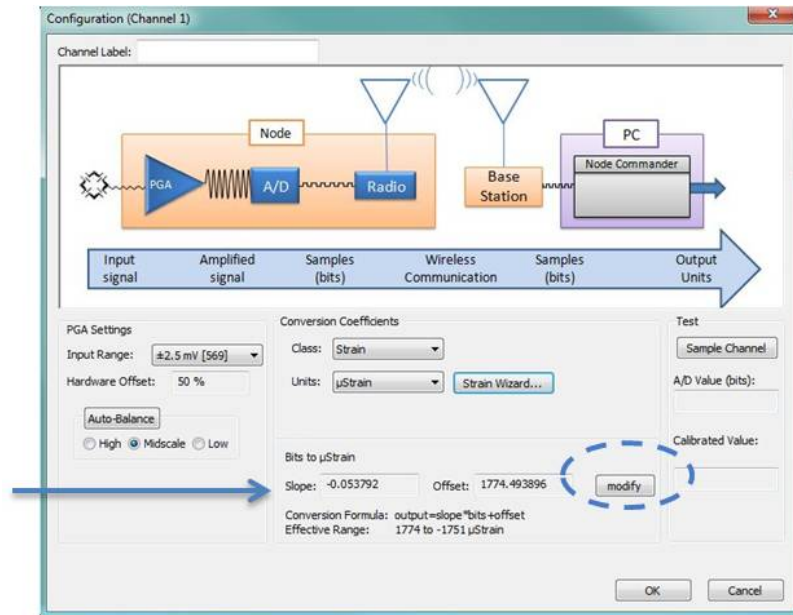 Configuration (Channel 1)
x
Channel Label:
Node
PC
PGA
A/D
Radio
Base
Station
Node Commander
Input
signal
Amplified
signal
Samples
(bits)
Wireless
Communication
Samples
(bits)
Output
Units
PGA Settings
Input Range: ±2.5 mV [569]
Hardware Offset: 50 %
Auto-Balance
High Midscale Low
Conversion Coefficients
Class: Strain
Units: µStrain Strain Wizard...
Bits to µStrain
Slope: -0.053792 Offset: 1774.493896 modify
Conversion Formula: output=slope*bits+offset
Effective Range: 1774 to -1751 µStrain
Test
Sample Channel
A/D Value (bits):
Calibrated Value:
OK Cancel